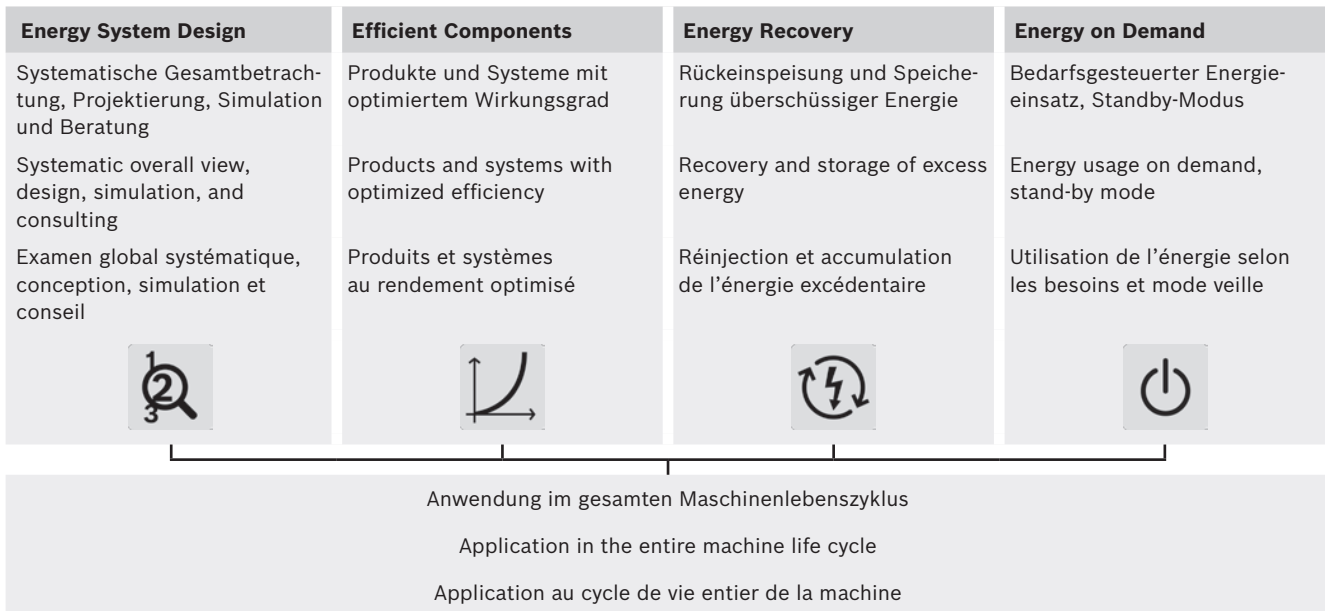 Energy System Design
Systematische Gesamtbetrach-
tung, Projektierung, Simulation
und Beratung
Systematic overall view,
design, simulation, and
consulting
Examen global systématique,
conception, simulation et
conseil
1
2
3
Efficient Components
Produkte und Systeme mit
optimiertem Wirkungsgrad
Products and systems with
optimized efficiency
Produits et systèmes
au rendement optimisé
Energy Recovery
Rückeinspeisung und Speiche-
rung überschüssiger Energie
Recovery and storage of excess
energy
Réinjection et accumulation
de l’énergie excédentaire
Energy on Demand
Bedarfsgesteuerter Energie-
einsatz, Standby-Modus
Energy usage on demand,
stand-by mode
Utilisation de l’énergie selon
les besoins et mode veille
Anwendung im gesamten Maschinenlebenszyklus
Application in the entire machine life cycle
Application au cycle de vie entier de la machine